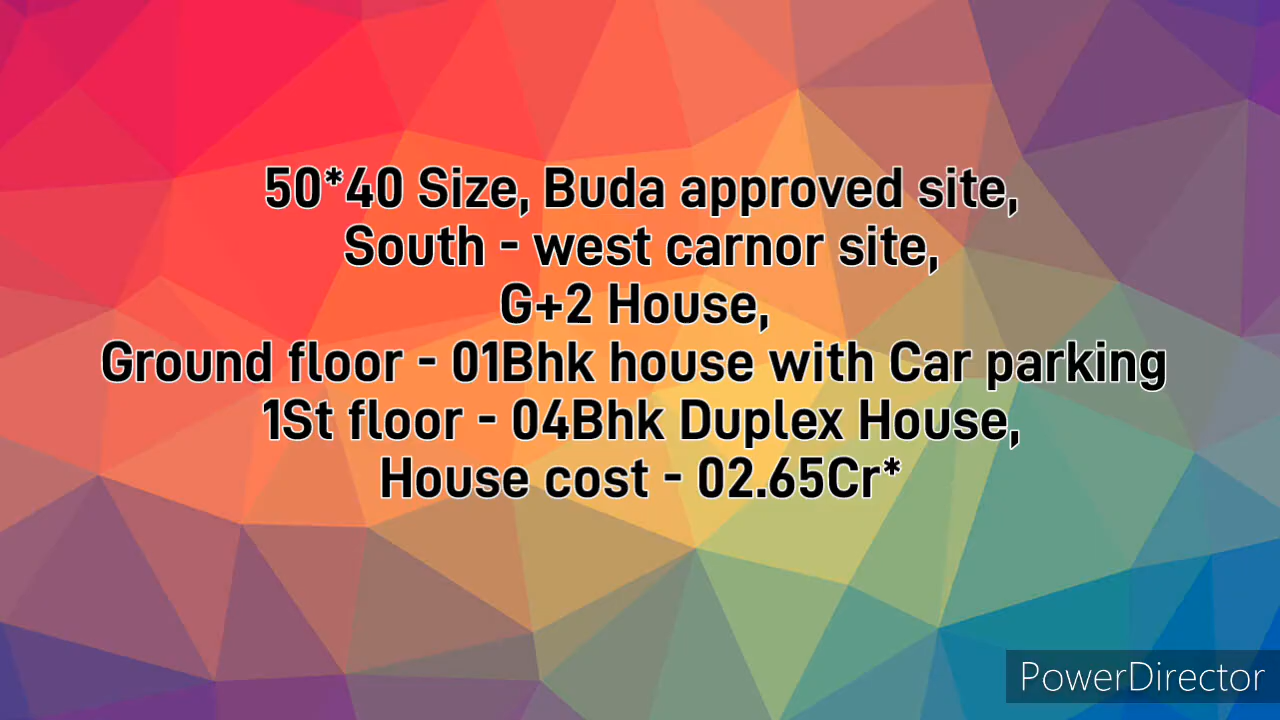 50*40 Size, Buda approved site,
South - west carnor site,
G+2 House,
Ground floor - 01Bhk house with Car parking
1St floor - 04Bhk Duplex House,
House cost - 02.65Cr*
PowerDirector